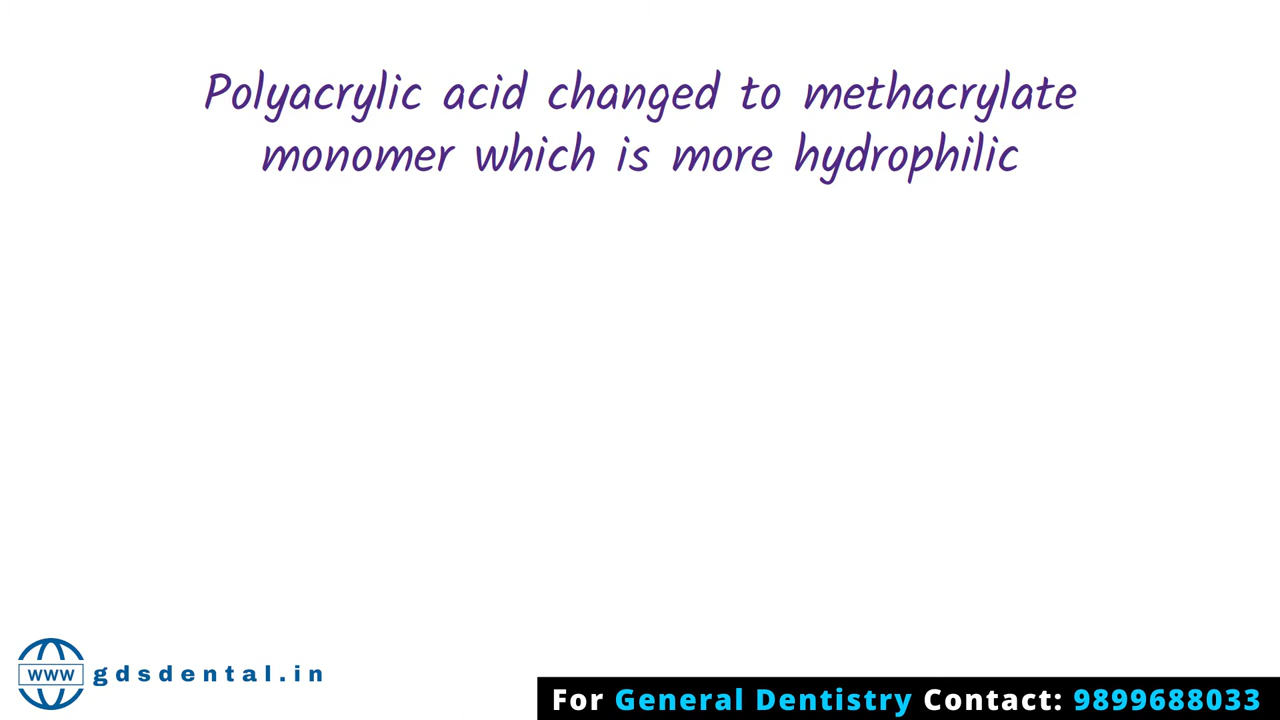 Polyacrylic acid changed to methacrylate
monomer which is more hydrophilic
www gdsdental.in
For General Dentistry Contact: 9899688033